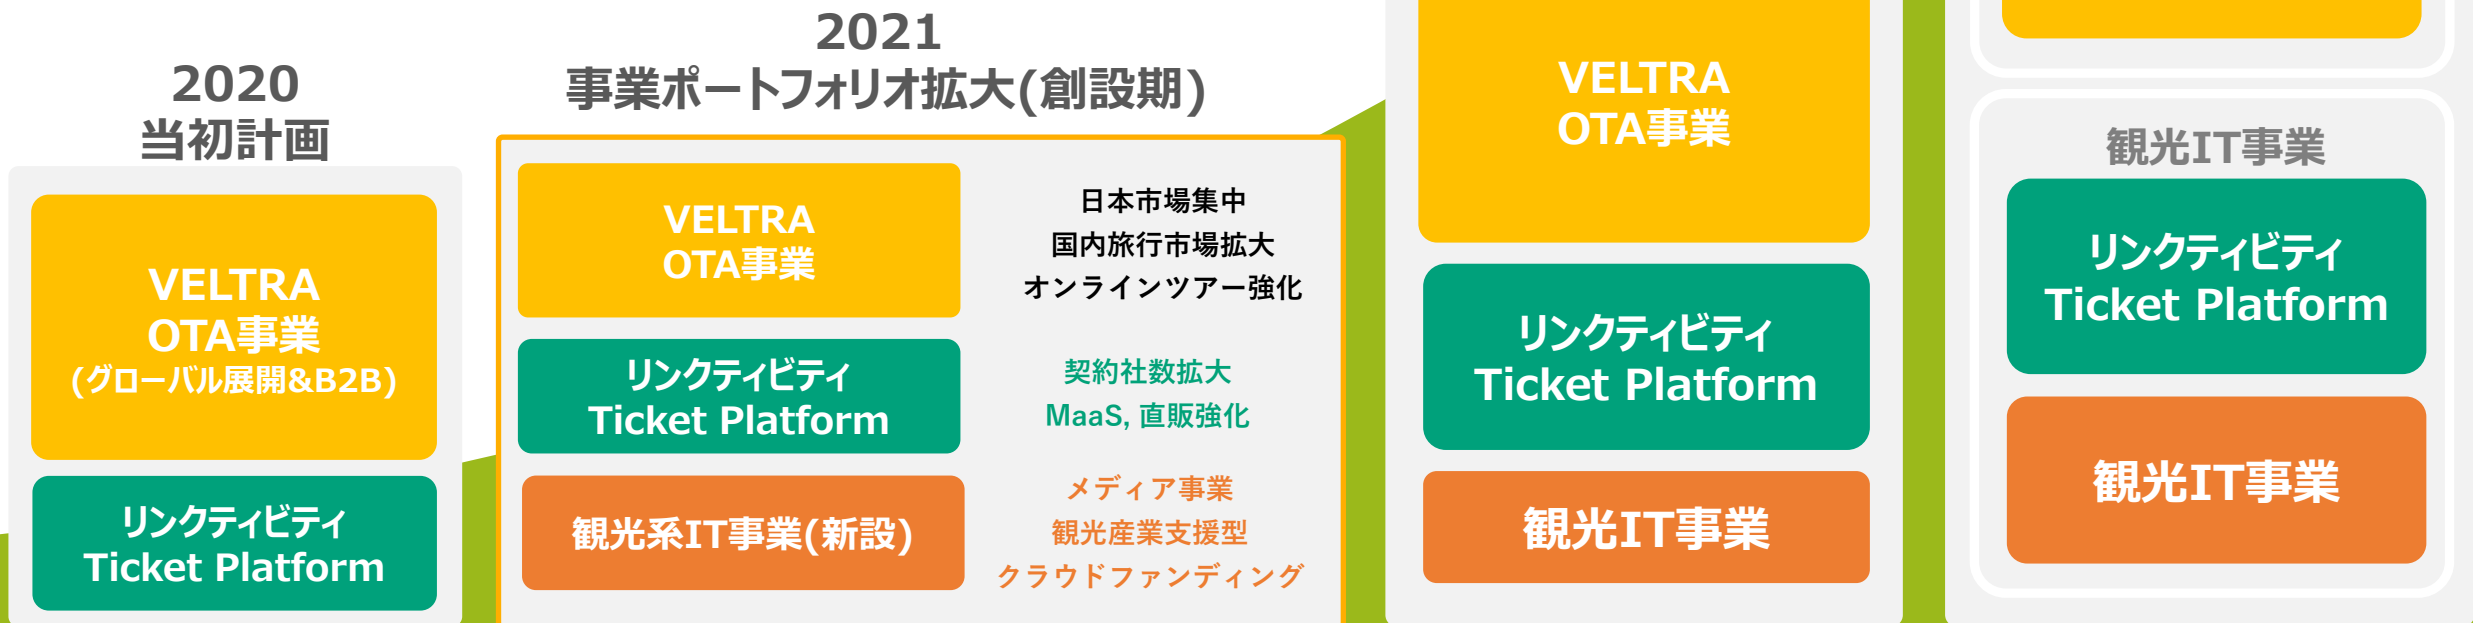 2020
当初計画
VELTRA
OTA事業
(グローバル展開&B2B)
リンクティビティ
Ticket Platform
2021
事業ポートフォリオ拡大(創設期)
VELTRA
OTA事業
日本市場集中
国内旅行市場拡大
オンラインツアー強化
リンクティビティ
Ticket Platform
契約社数拡大
MaaS, 直販強化
観光系IT事業(新設)
メディア事業
観光産業支援型
クラウドファンディング
VELTRA
OTA事業
リンクティビティ
Ticket Platform
観光IT事業
観光IT事業
リンクティビティ
Ticket Platform
観光IT事業